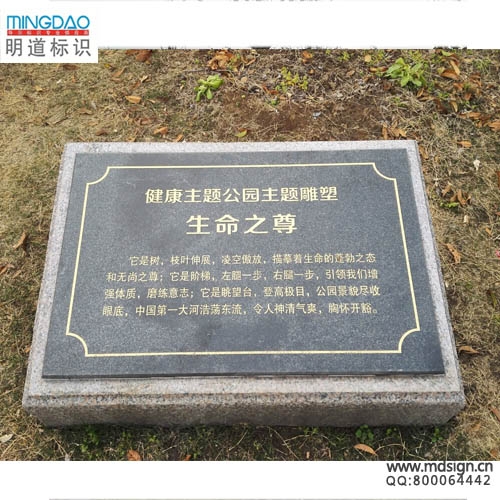 MINGDAO
明道标识
健康主题公园主题雕塑
生命之尊
它是树，枝叶伸展，凌空傲放，描摹着生命的蓬勃之态
和无尚之尊；它是阶梯，左腿一步，右腿一步，引领我们增
强体质，磨练意志；它是眺望台，登高极目，公园景貌尽收
眼底，中国第一大河浩荡东流，令人神清气爽，胸怀开豁。
www.mdsign.cn
QQ:800064442